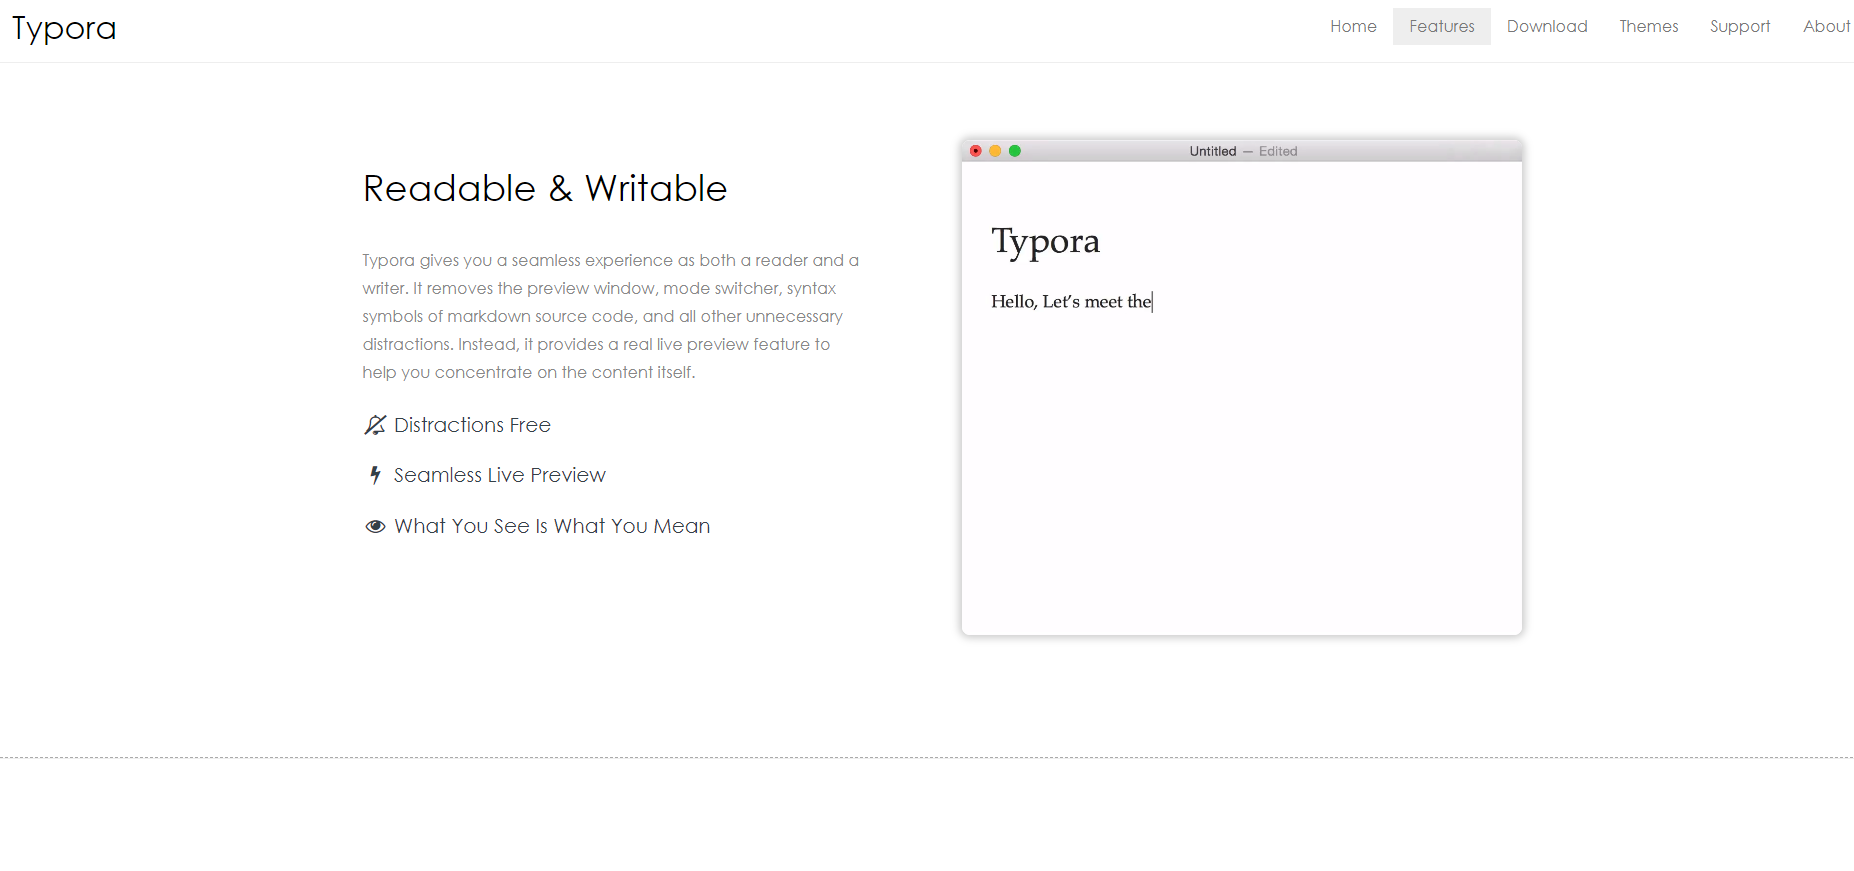 Typora
Home Features Download Themes Support About
Readable & Writable
Typora gives you a seamless experience as both a reader and a
writer. It removes the preview window, mode switcher, syntax
symbols of markdown source code, and all other unnecessary
distractions. Instead, it provides a real live preview feature to
help you concentrate on the content itself.
Distractions Free
Seamless Live Preview
What You See Is What You Mean
Untitled — Edited
Typora
Hello, Let’s meet the